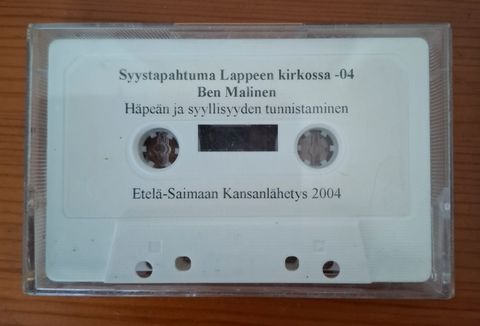 Syystapahtuma Lappeen kirkossa -04
Ben Malinen
Häpeän ja syyllisyyden tunnistaminen
Etelä-Saimaan Kansanlähetys 2004